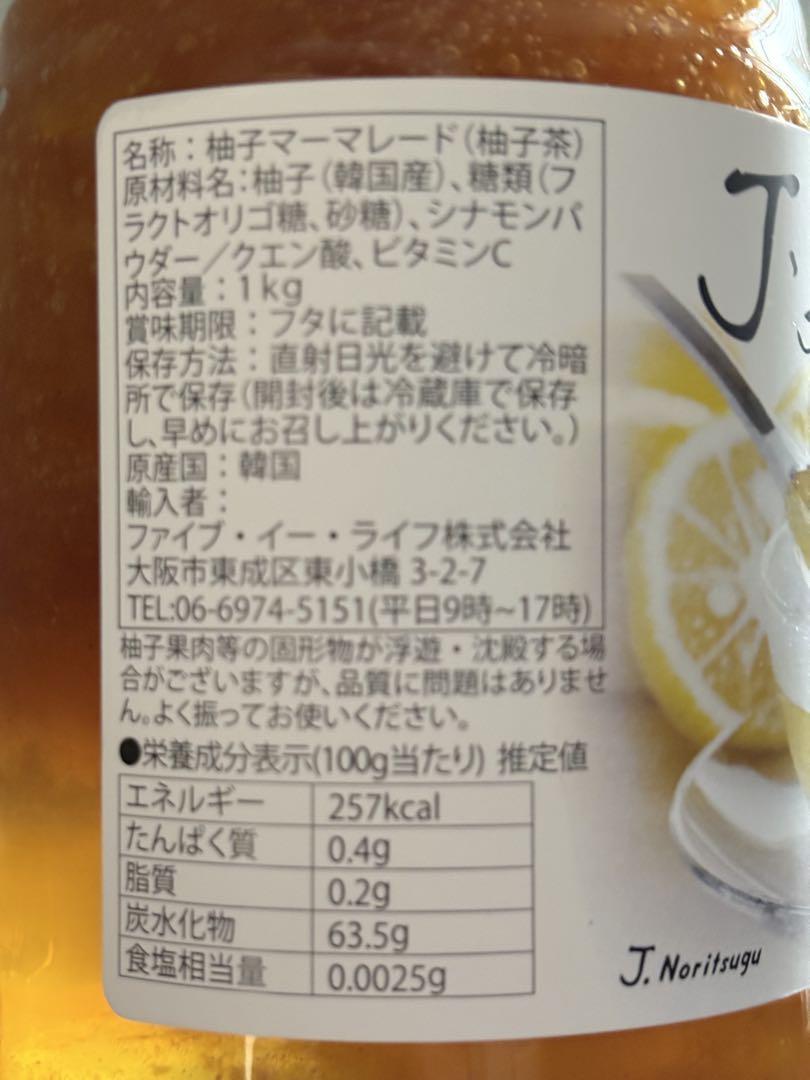 名称：柚子マーマレード（柚子茶）
原材料名：柚子（韓国産）、糖類（フ
ラクトオリゴ糖、砂糖）、シナモンパ
ウダー／クエン酸、ビタミンC
内容量：1kg
賞味期限：フタに記載
保存方法：直射日光を避けて冷暗
所で保存（開封後は冷蔵庫で保存
し、早めにお召し上がりください。）
原産国：韓国
輸入者：
ファイブ・イー・ライフ株式会社
大阪市東成区東小橋 3-2-7
TEL:06-6974-5151(平日9時~17時)
柚子果肉等の固形物が浮遊・沈殿する場
合がございますが、品質に問題はありませ
ん。よく振ってお使いください。
●栄養成分表示(100g当たり) 推定値
エネルギー 257kcal
たんぱく質 0.4g
脂質 0.2g
炭水化物 63.5g
食塩相当量 0.0025g
J.
J. Noritsugu